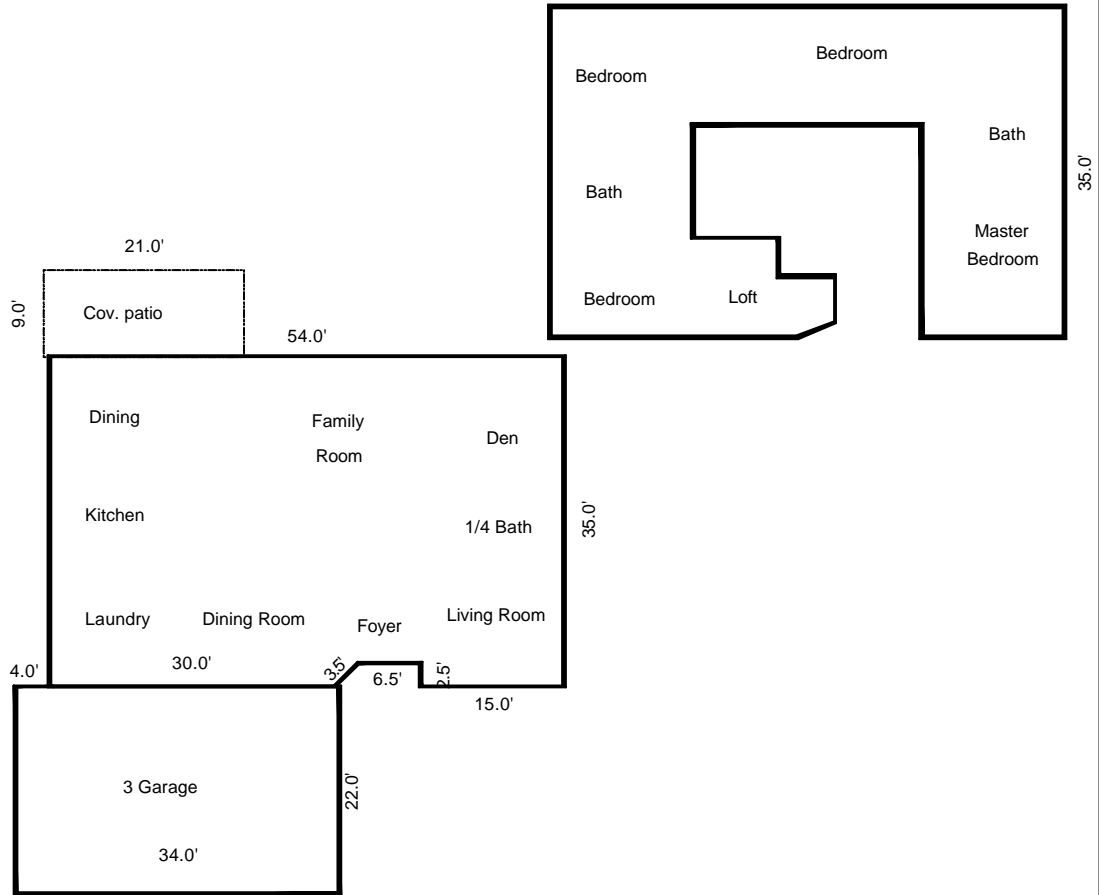 Bedroom
Bedroom
Bath
35.0'
Bath
Master
Bedroom
Bedroom
Loft
21.0'
9.0'
Cov. patio
54.0'
Dining
Family
Room
Den
Kitchen
1/4 Bath
35.0'
Laundry
Dining Room
Foyer
Living Room
4.0'
30.0'
3.5'
6.5'
2.5'
15.0'
3 Garage
22.0'
34.0'